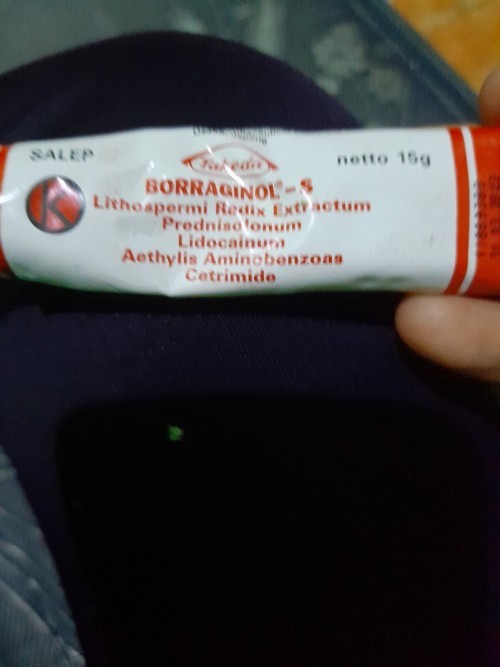 SALEP
Takeda
netto 15g
BORRAGINOL®-S
K
Lithospermi Radix Extractum
Prednisolonum
Lidocainum
Aethylis Aminobenzoas
Cetrimide